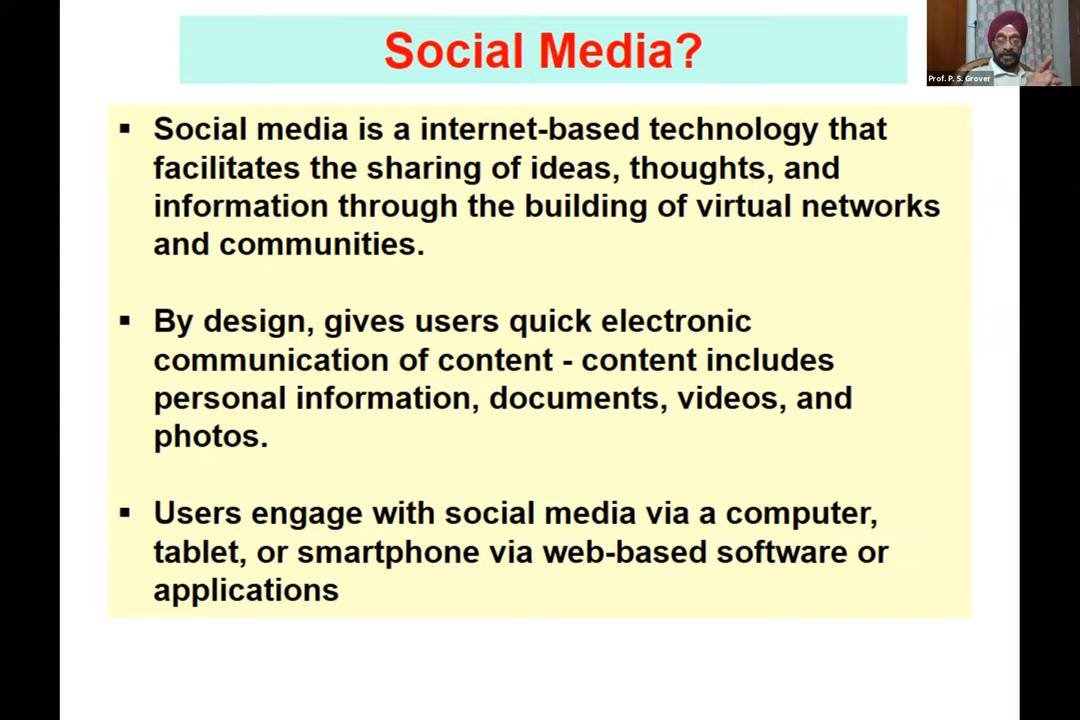 Social Media?
Prof. P. S. Grover
▪ Social media is a internet-based technology that
facilitates the sharing of ideas, thoughts, and
information through the building of virtual networks
and communities.
▪ By design, gives users quick electronic
communication of content - content includes
personal information, documents, videos, and
photos.
▪ Users engage with social media via a computer,
tablet, or smartphone via web-based software or
applications